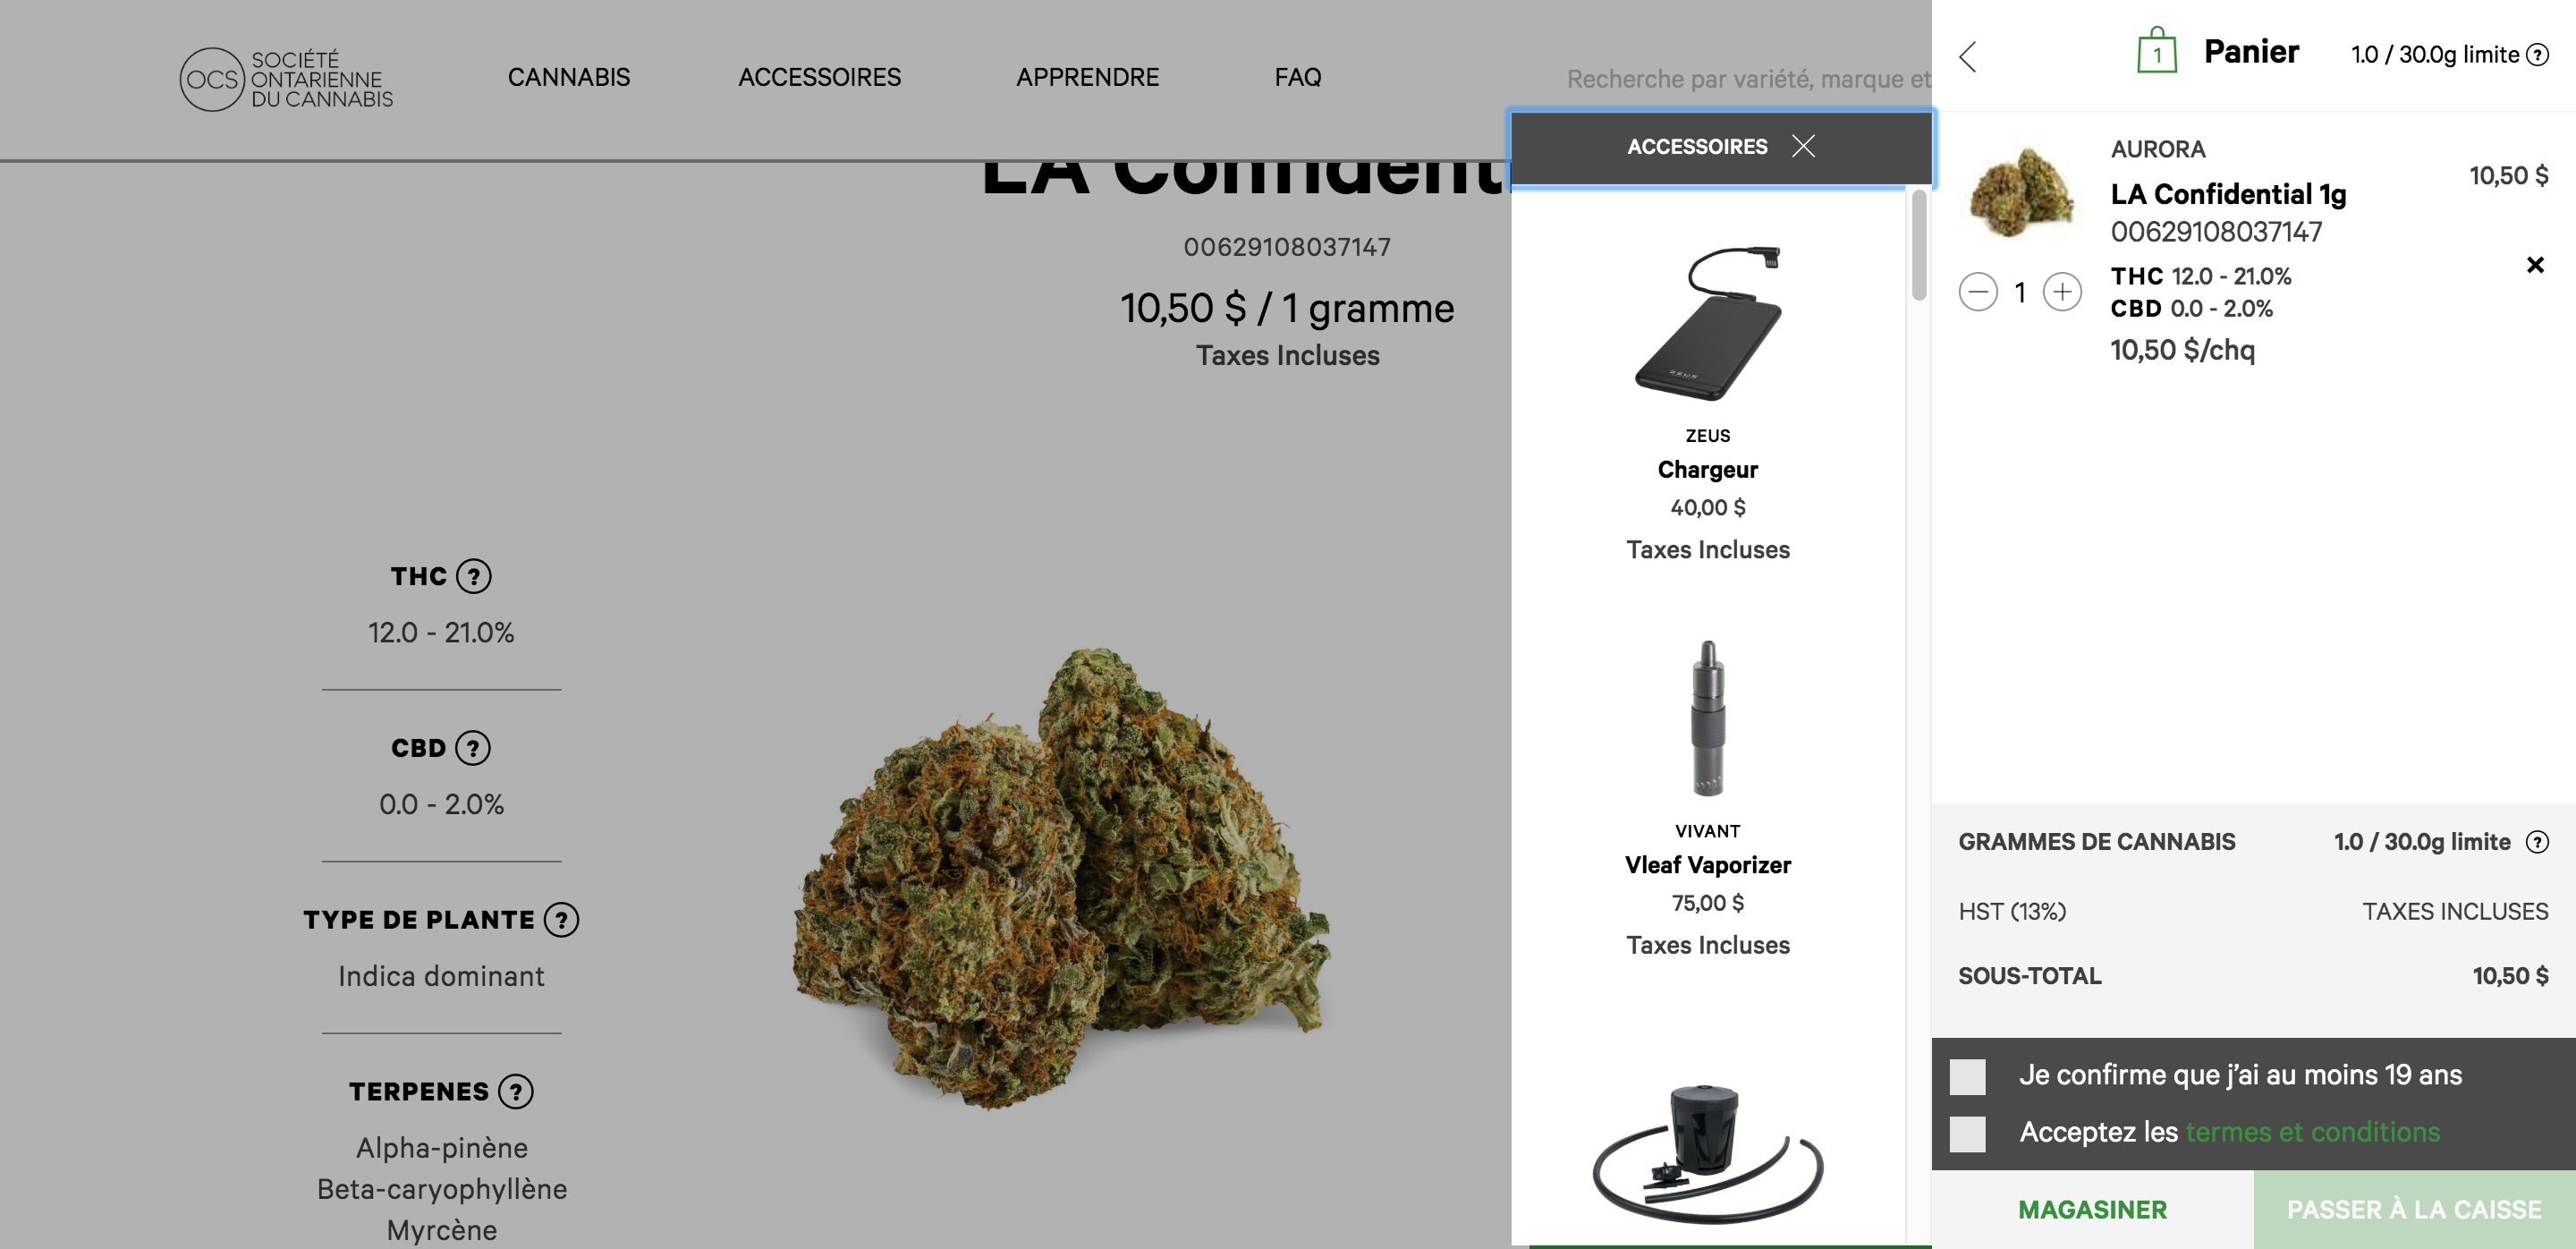 OCS
SOCIÉTÉ
ONTARIENNE
DU CANNABIS
CANNABIS
ACCESSOIRES
APPRENDRE
FAQ
Recherche par variété, marque et
LA Confident
00629108037147
10,50 $ / 1 gramme
Taxes Incluses
THC ?
12.0 - 21.0%
CBD ?
0.0 - 2.0%
TYPE DE PLANTE ?
Indica dominant
TERPENES ?
Alpha-pinène
Beta-caryophyllène
Myrcène
ACCESSOIRES
ZEUS
ZEUS
Chargeur
40,00 $
Taxes Incluses
VIVANT
Vleaf Vaporizer
75,00 $
Taxes Incluses
1 Panier 1.0 / 30.0g limite ?
AURORA
10,50 $
LA Confidential 1g
00629108037147
THC 12.0 - 21.0%
1
CBD 0.0 - 2.0%
10,50 $/chq
GRAMMES DE CANNABIS 1.0 / 30.0g limite ?
HST (13%) TAXES INCLUSES
SOUS-TOTAL 10,50 $
Je confirme que j’ai au moins 19 ans
Acceptez les termes et conditions
MAGASINER PASSER À LA CAISSE